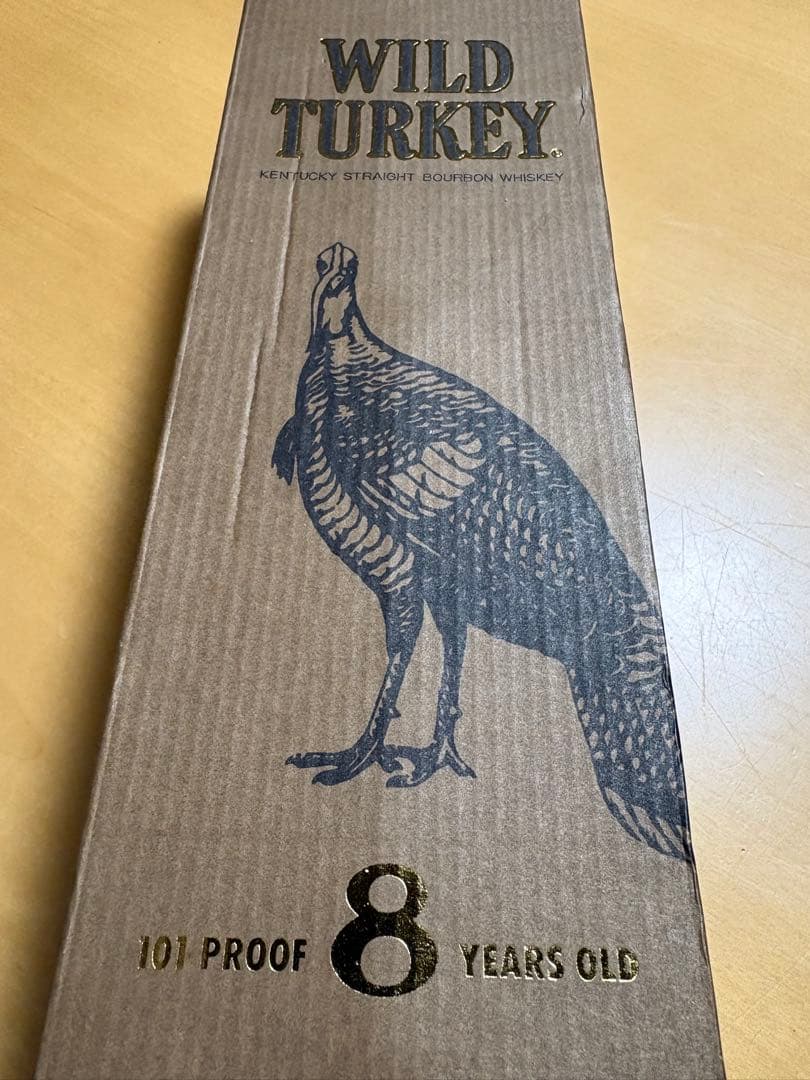 WILD
TURKEY®
KENTUCKY STRAIGHT BOURBON WHISKEY
101 PROOF 8 YEARS OLD